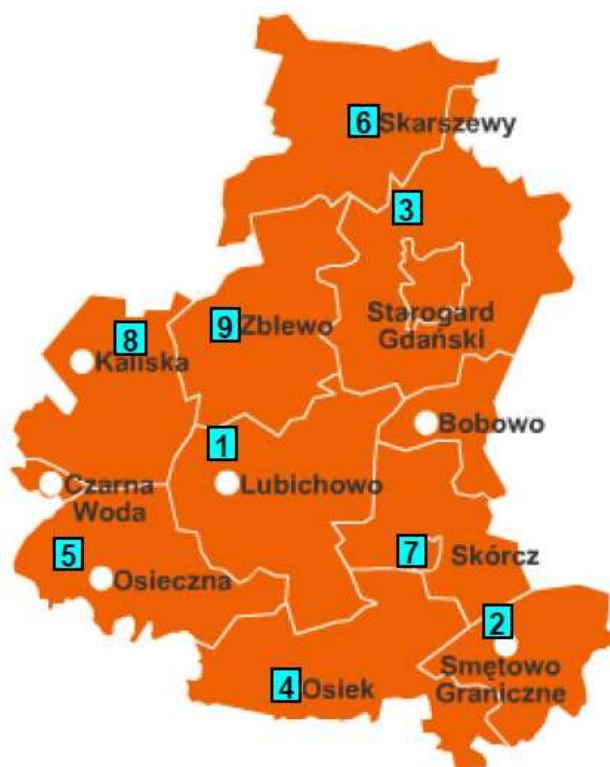 6 Skarszewy
3
Starogard
Gdański
9 Zblewo
8
Kaliska
Bobowo
1
Lubichowo
Czarna
Woda
5
Osieczna
7 Skórcz
2
Smętowo
Graniczne
4 Osiek